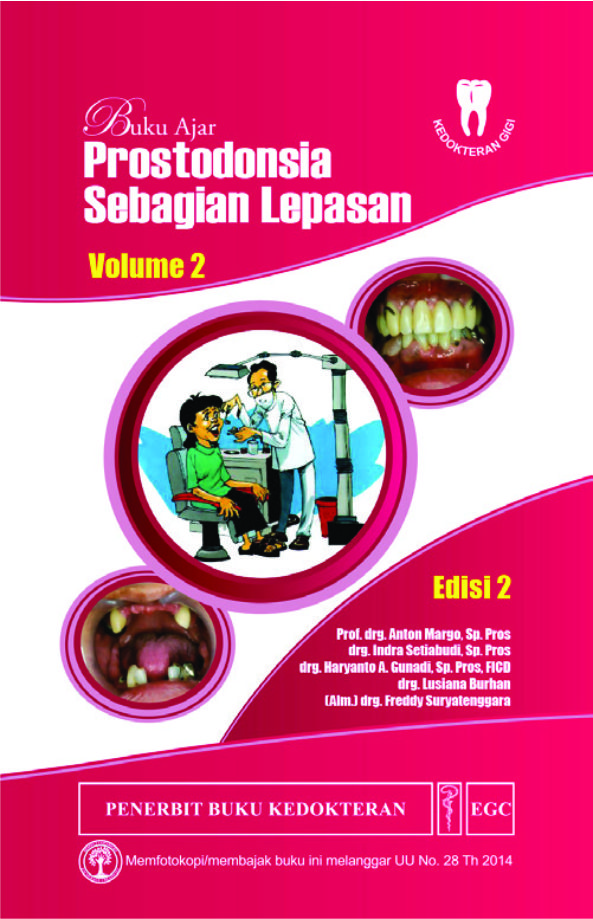 Buku Ajar
Prostodonsia
Sebagian Lepasan
KEDOKTERAN GIGI
Volume 2
Edisi 2
Prof. drg. Anton Margo, Sp. Pros
drg. Indra Setiabudi, Sp. Pros
drg. Haryanto A. Gunadi, Sp. Pros, FICD
drg. Lusiana Burhan
(Alm.) drg. Freddy Suryatenggara
PENERBIT BUKU KEDOKTERAN EGC
Memfotokopi/membajak buku ini melanggar UU No. 28 Th 2014